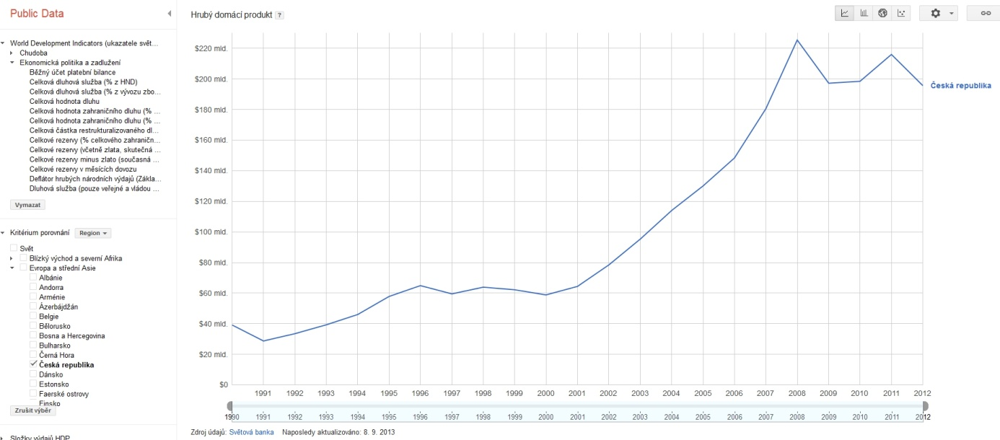 Public Data
World Development Indicators (ukazatele svět...
Chudoba
Ekonomická politika a zadlužení
Běžný účet platební bilance
Celková dluhová služba (% z HND)
Celková dluhová služba (% z vývozu zbo...
Celková hodnota dluhu
Celková hodnota zahraničního dluhu (% ...
Celková hodnota zahraničního dluhu (% ...
Celková částka restrukturalizovaného dl...
Celkové rezervy (% celkového zahraničn...
Celkové rezervy (včetně zlata, skutečná ...
Celkové rezervy minus zlato (současná ...
Celkové rezervy v měsících dovozu
Deflátor hrubých národních výdajů (Zákla...
Dluhová služba (pouze veřejné a vládou ...
Vymazat
Kritérium porovnání Region
Svět
Blízký východ a severní Afrika
Evropa a střední Asie
Albánie
Andorra
Arménie
Ázerbájdžán
Belgie
Bělorusko
Bosna a Hercegovina
Bulharsko
Černá Hora
Česká republika
Dánsko
Estonsko
Faerské ostrovy
Finsko
Zrušit výběr
Složky výdajů HDP
Hrubý domácí produkt ?
$220 mld.
$200 mld.
$180 mld.
$160 mld.
$140 mld.
$120 mld.
$100 mld.
$80 mld.
$60 mld.
$40 mld.
$20 mld.
$0
Česká republika
1991 1992 1993 1994 1995 1996 1997 1998 1999 2000 2001 2002 2003 2004 2005 2006 2007 2008 2009 2010 2011 2012
1990 1991 1992 1993 1994 1995 1996 1997 1998 1999 2000 2001 2002 2003 2004 2005 2006 2007 2008 2009 2010 2011 2012
Zdroj údajů: Světová banka Naposledy aktualizováno: 8. 9. 2013